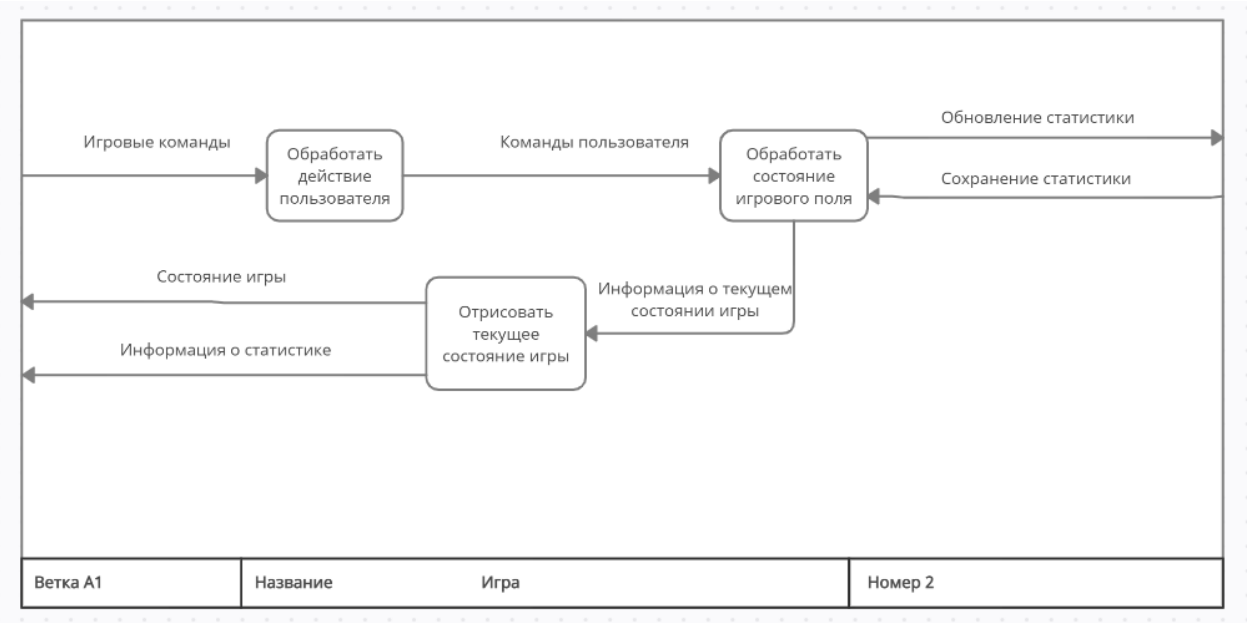 Обновление статистики
Игровые команды
Команды пользователя
Обработать
действие
пользователя
Обработать
состояние
игрового поля
Сохранение статистики
Состояние игры
Информация о текущем
состоянии игры
Отрисовать
текущее
состояние игры
Информация о статистике
Ветка А1
Название
Игра
Номер 2